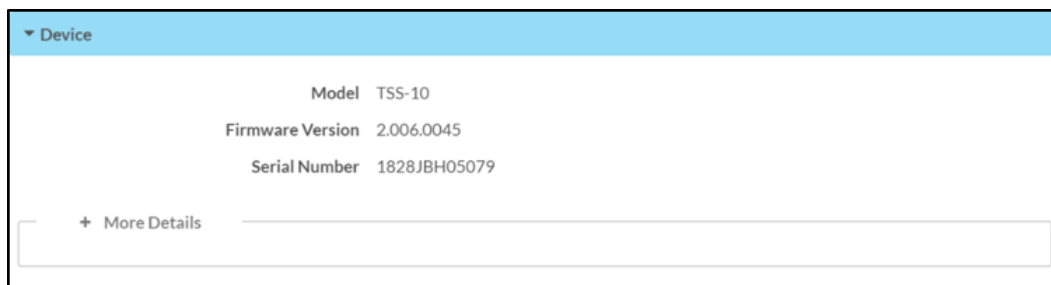 Device
Model TSS-10
Firmware Version 2.006.0045
Serial Number 1828JBH05079
+ More Details